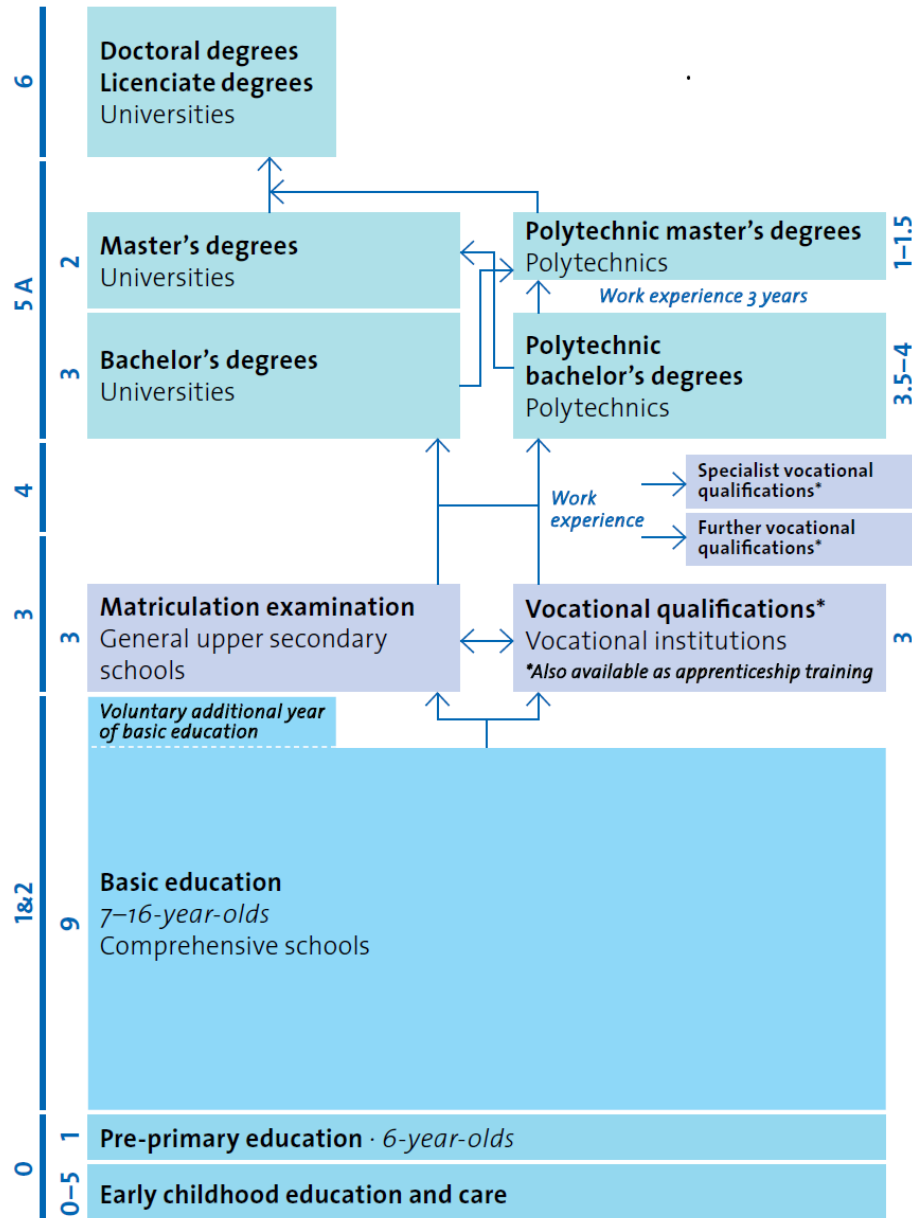 6
Doctoral degrees
Licenciate degrees
Universities
5 A
2
Master's degrees
Universities
Polytechnic master's degrees
Polytechnics
1–1.5
Work experience 3 years
3
Bachelor's degrees
Universities
Polytechnic
bachelor's degrees
Polytechnics
3.5–4
4
Work
experience
Specialist vocational
qualifications*
Further vocational
qualifications*
3
3
Matriculation examination
General upper secondary
schools
Vocational qualifications*
Vocational institutions
*Also available as apprenticeship training
3
Voluntary additional year
of basic education
1&2
9
Basic education
7–16-year-olds
Comprehensive schools
0
1
Pre-primary education · 6-year-olds
0–5
Early childhood education and care